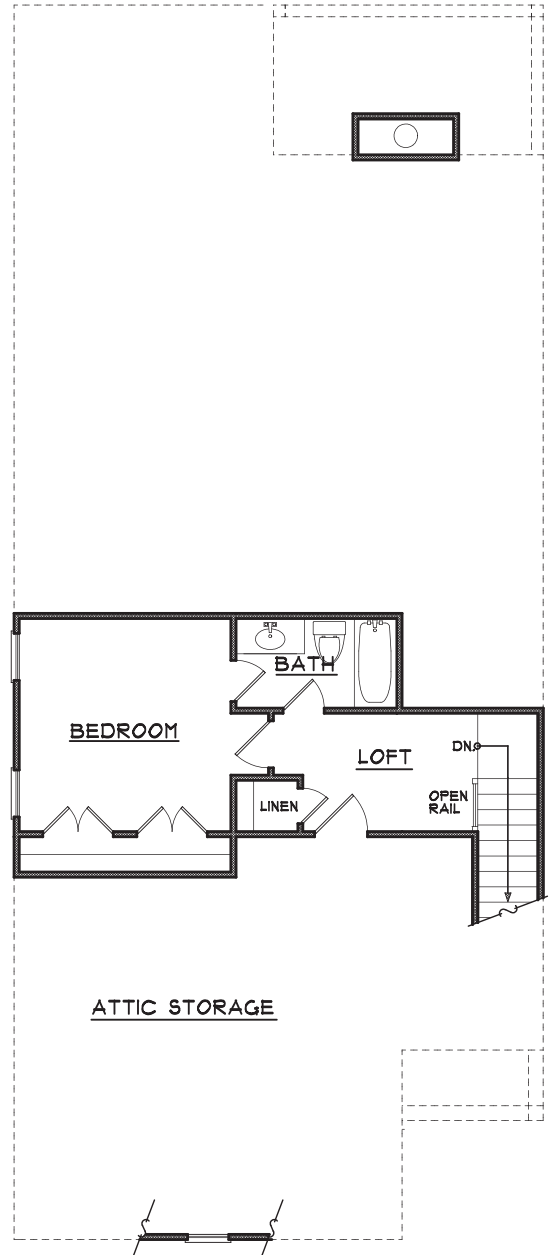 BATH
BEDROOM
LOFT
DN.
OPEN
RAIL
LINEN
ATTIC STORAGE